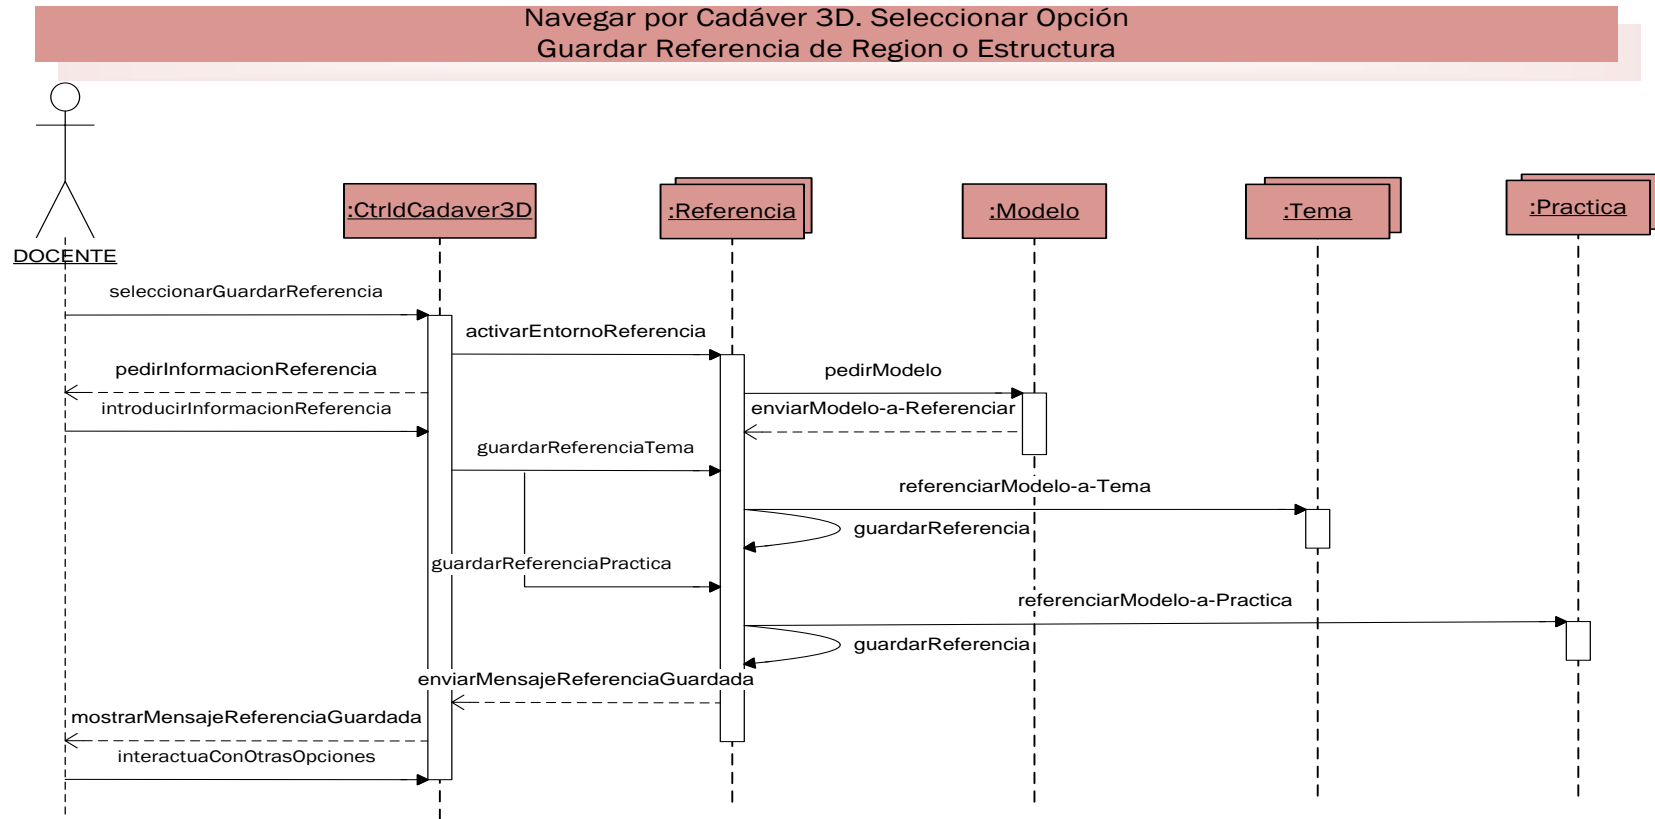 Navegar por Cadáver 3D. Seleccionar Opción
Guardar Referencia de Region o Estructura
DOCENTE
:CtrldCadaver3D
:Referencia
:Modelo
:Tema
:Practica
seleccionarGuardarReferencia
activarEntornoReferencia
pedirInformacionReferencia
pedirModelo
introducirInformacionReferencia
enviarModelo-a-Referenciar
guardarReferenciaTema
referenciarModelo-a-Tema
guardarReferencia
guardarReferenciaPractica
referenciarModelo-a-Practica
guardarReferencia
enviarMensajeReferenciaGuardada
mostrarMensajeReferenciaGuardada
interactuaConOtrasOpciones